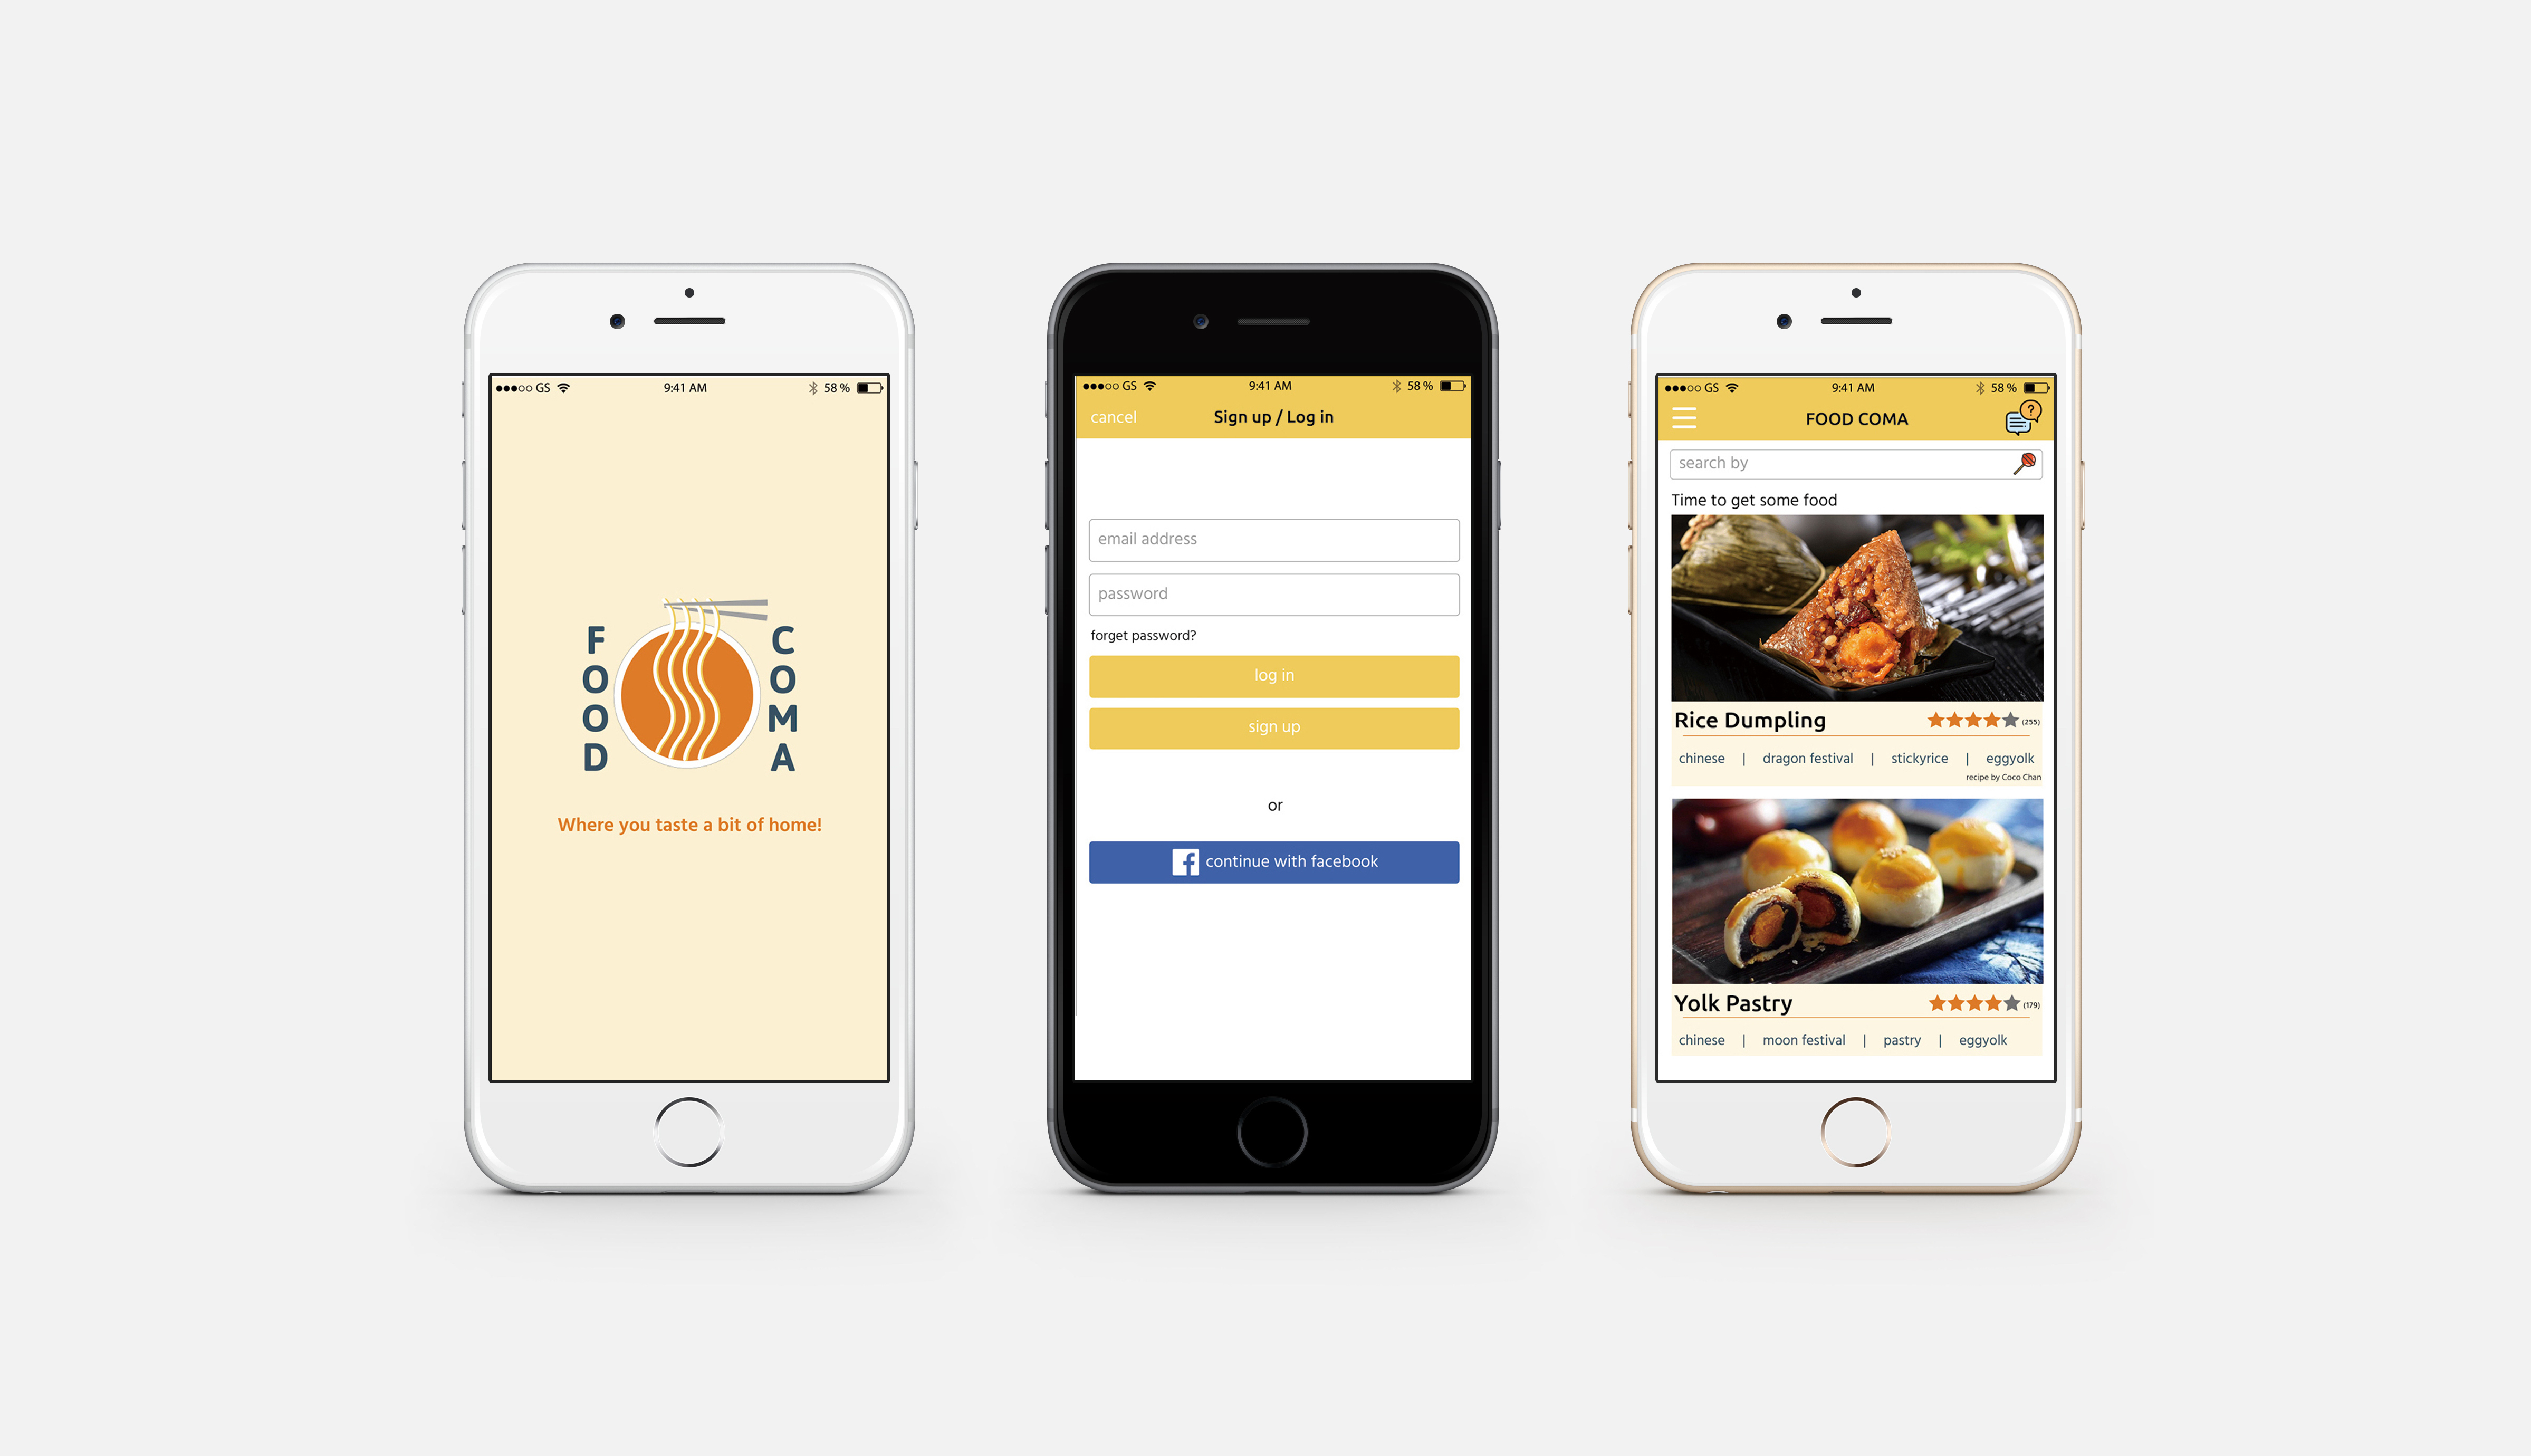 GS 9:41 AM 58 %
FOOD
COMA
Where you taste a bit of home!
GS 9:41 AM 58 %
cancel Sign up / Log in
email address
password
forget password?
log in
sign up
or
continue with facebook
GS 9:41 AM 58 %
FOOD COMA ?
search by
Time to get some food
Rice Dumpling (255)
chinese | dragon festival | stickyrice | eggyolk
recipe by Coco Chan
Yolk Pastry (179)
chinese | moon festival | pastry | eggyolk